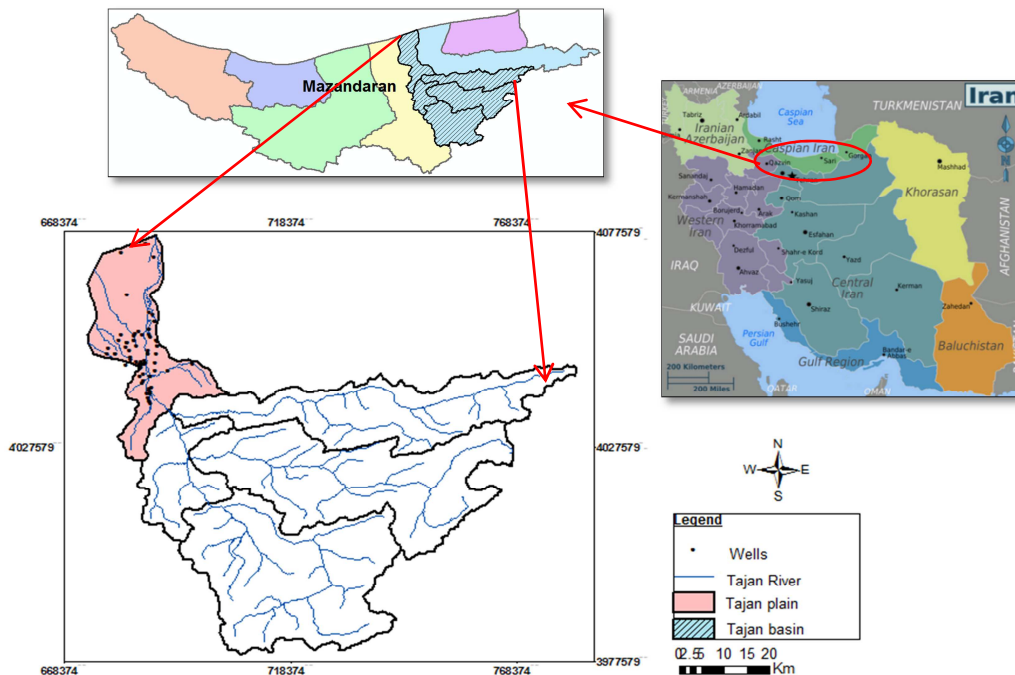 Mazandaran
Iran
ARMENIA
AZERBAIJAN
TURKMENISTAN
Caspian
Sea
Tabriz
Ardabil
Iranian
Azerbaijan
Rasht
Caspian Iran
Qazvin
Sari
Gorgan
Mashhad
Khorasan
Sanandaj
Hamadan
Qom
Kermanshah
Borujerd
Arak
Kashan
Khorramabad
Western
Iran
Esfahan
Dezful
Shahr-e Kord
Yazd
IRAQ
Ahvaz
Yasuj
Central
Iran
Kerman
AFGHANISTAN
KUWAIT
Shiraz
Zahedan
Bushehr
SAUDI
ARABIA
Persian
Gulf
Bandar-e
Abbas
Baluchistan
Gulf Region
200 Kilometers
200 Miles
QATAR
OMAN
668374
718374
768374
4077579
4027579
4027579
668374
718374
768374
3977579
N
W
E
S
Legend
Wells
Tajan River
Tajan plain
Tajan basin
0 2.5 5 10 15 20
Km